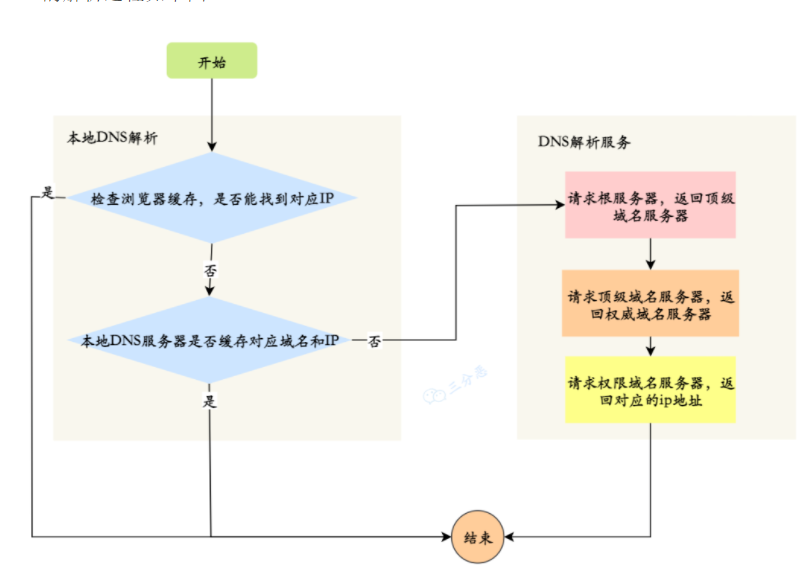 开始
本地DNS解析
DNS解析服务
是
检查浏览器缓存，是否能找到对应IP
请求根服务器，返回顶级
域名服务器
否
请求顶级域名服务器，返
回权威域名服务器
本地DNS服务器是否缓存对应域名和IP
否
请求权限域名服务器，返
回对应的ip地址
三分恶
是
结束